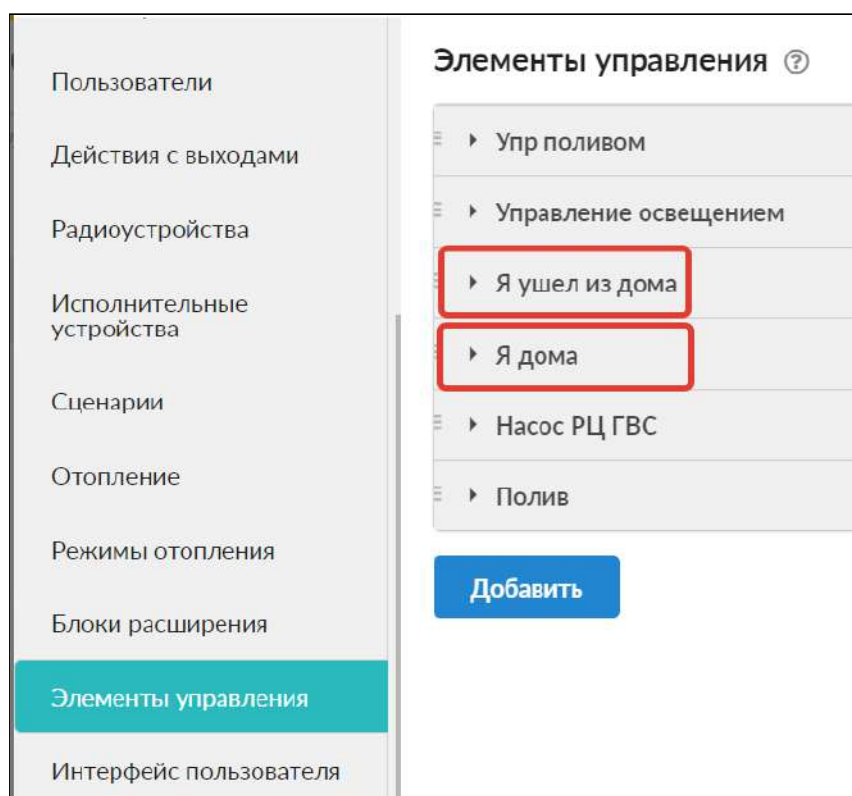 Пользователи
Действия с выходами
Радиоустройства
Исполнительные
устройства
Сценарии
Отопление
Режимы отопления
Блоки расширения
Элементы управления
Интерфейс пользователя
Элементы управления ?
Упр поливом
Управление освещением
Я ушел из дома
Я дома
Насос РЦ ГВС
Полив
Добавить